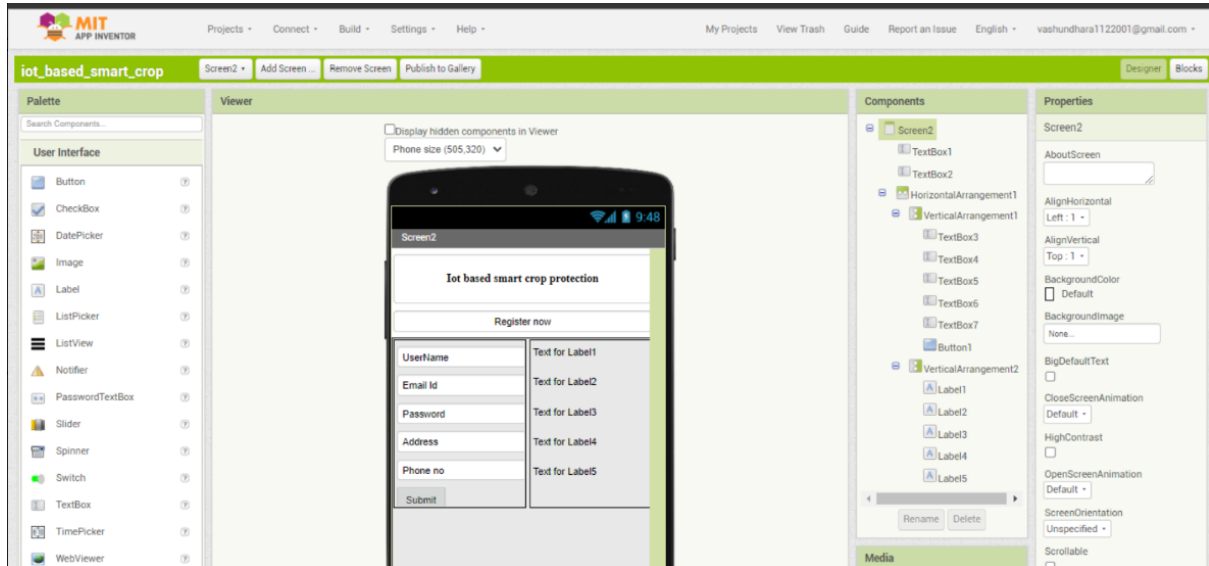 MIT
APP INVENTOR
Projects Connect Build Settings Help My Projects View Trash Guide Report an Issue English vashundhara1122001@gmail.com
iot_based_smart_crop Screen2 Add Screen ... Remove Screen Publish to Gallery Designer Blocks
Palette
Search Components...
User Interface
Button
CheckBox
DatePicker
Image
Label
ListPicker
ListView
Notifier
PasswordTextBox
Slider
Spinner
Switch
TextBox
TimePicker
WebViewer
Viewer
Display hidden components in Viewer
Phone size (505,320)
9:48
Screen2
Iot based smart crop protection
Register now
UserName
Email Id
Password
Address
Phone no
Submit
Text for Label1
Text for Label2
Text for Label3
Text for Label4
Text for Label5
Components
Screen2
TextBox1
TextBox2
HorizontalArrangement1
VerticalArrangement1
TextBox3
TextBox4
TextBox5
TextBox6
TextBox7
Button1
VerticalArrangement2
Label1
Label2
Label3
Label4
Label5
Rename Delete
Media
Properties
Screen2
AboutScreen
AlignHorizontal
Left : 1
AlignVertical
Top : 1
BackgroundColor
Default
BackgroundImage
None...
BigDefaultText
CloseScreenAnimation
Default
HighContrast
OpenScreenAnimation
Default
ScreenOrientation
Unspecified
Scrollable